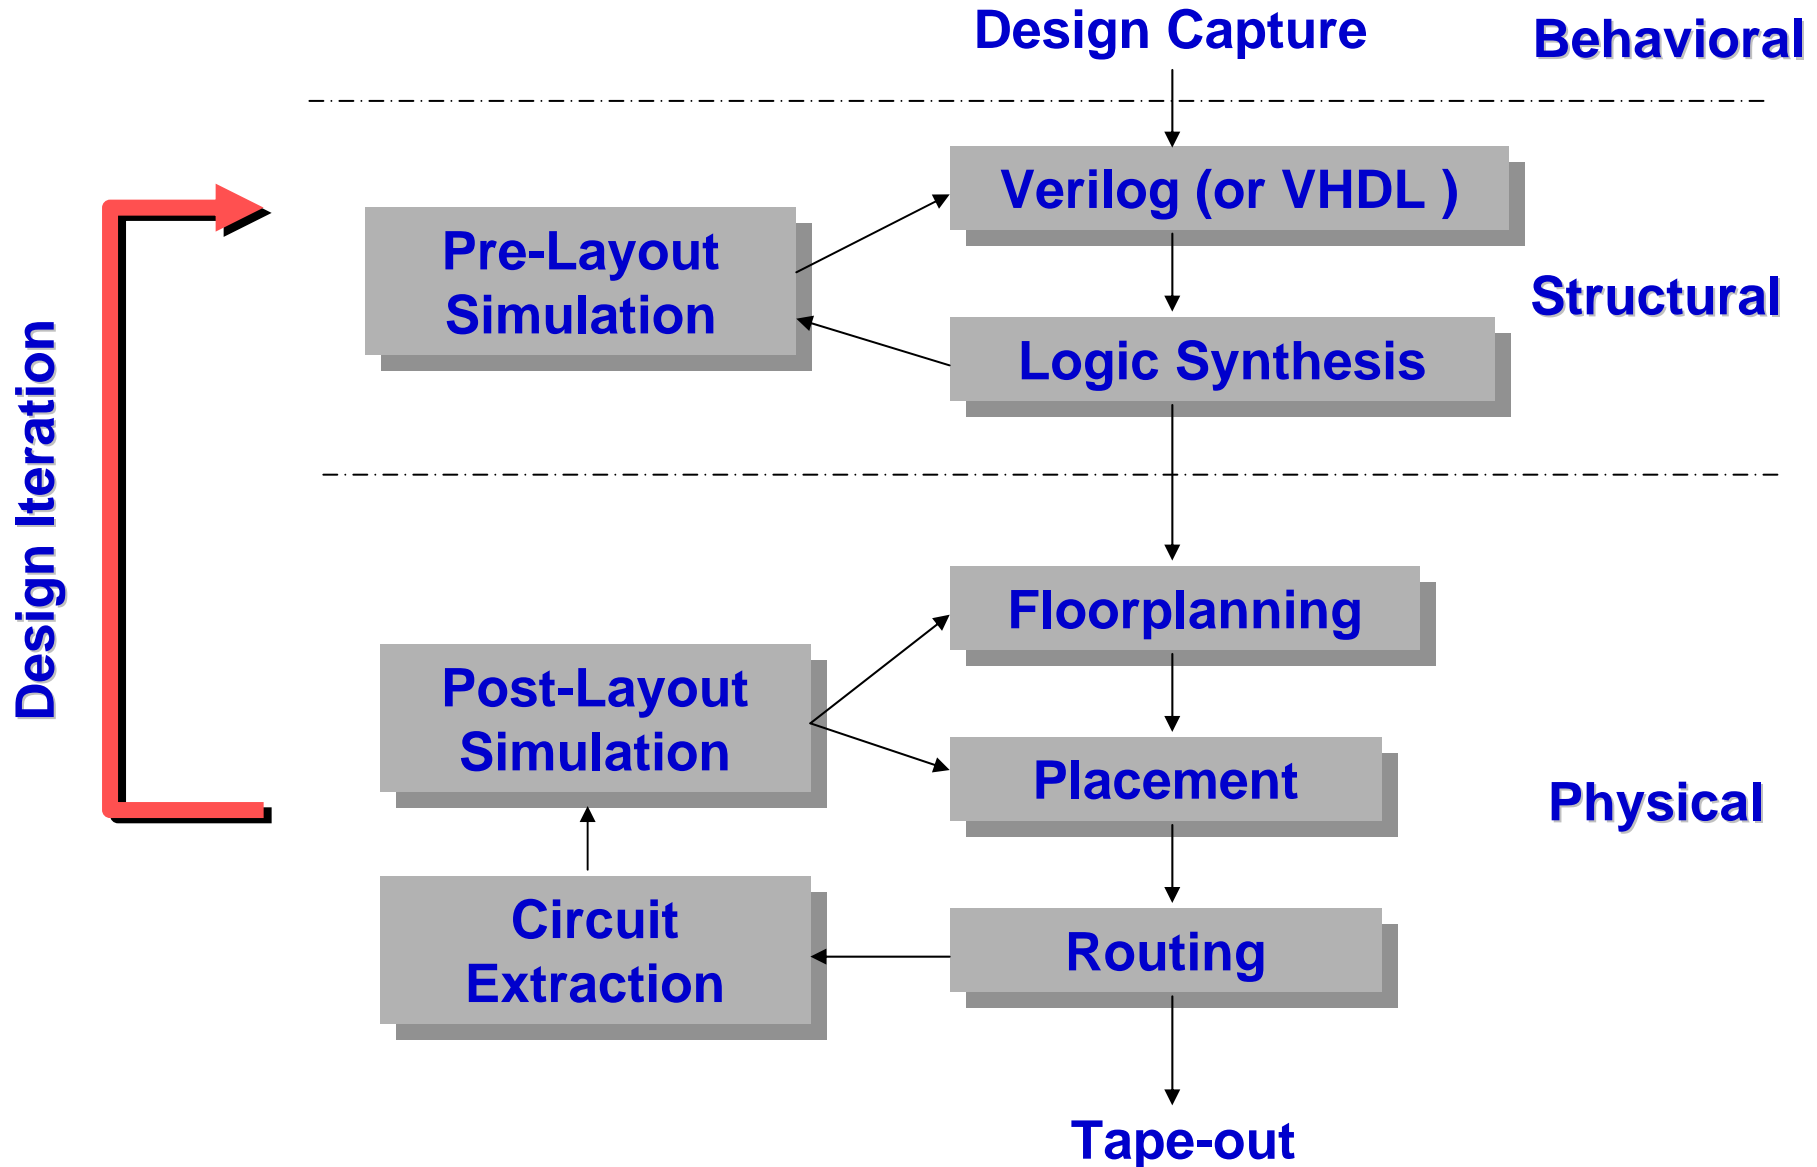 Design Capture
Behavioral
Verilog (or VHDL )
Pre-Layout
Simulation
Structural
Logic Synthesis
Design Iteration
Floorplanning
Post-Layout
Simulation
Placement
Physical
Circuit
Extraction
Routing
Tape-out